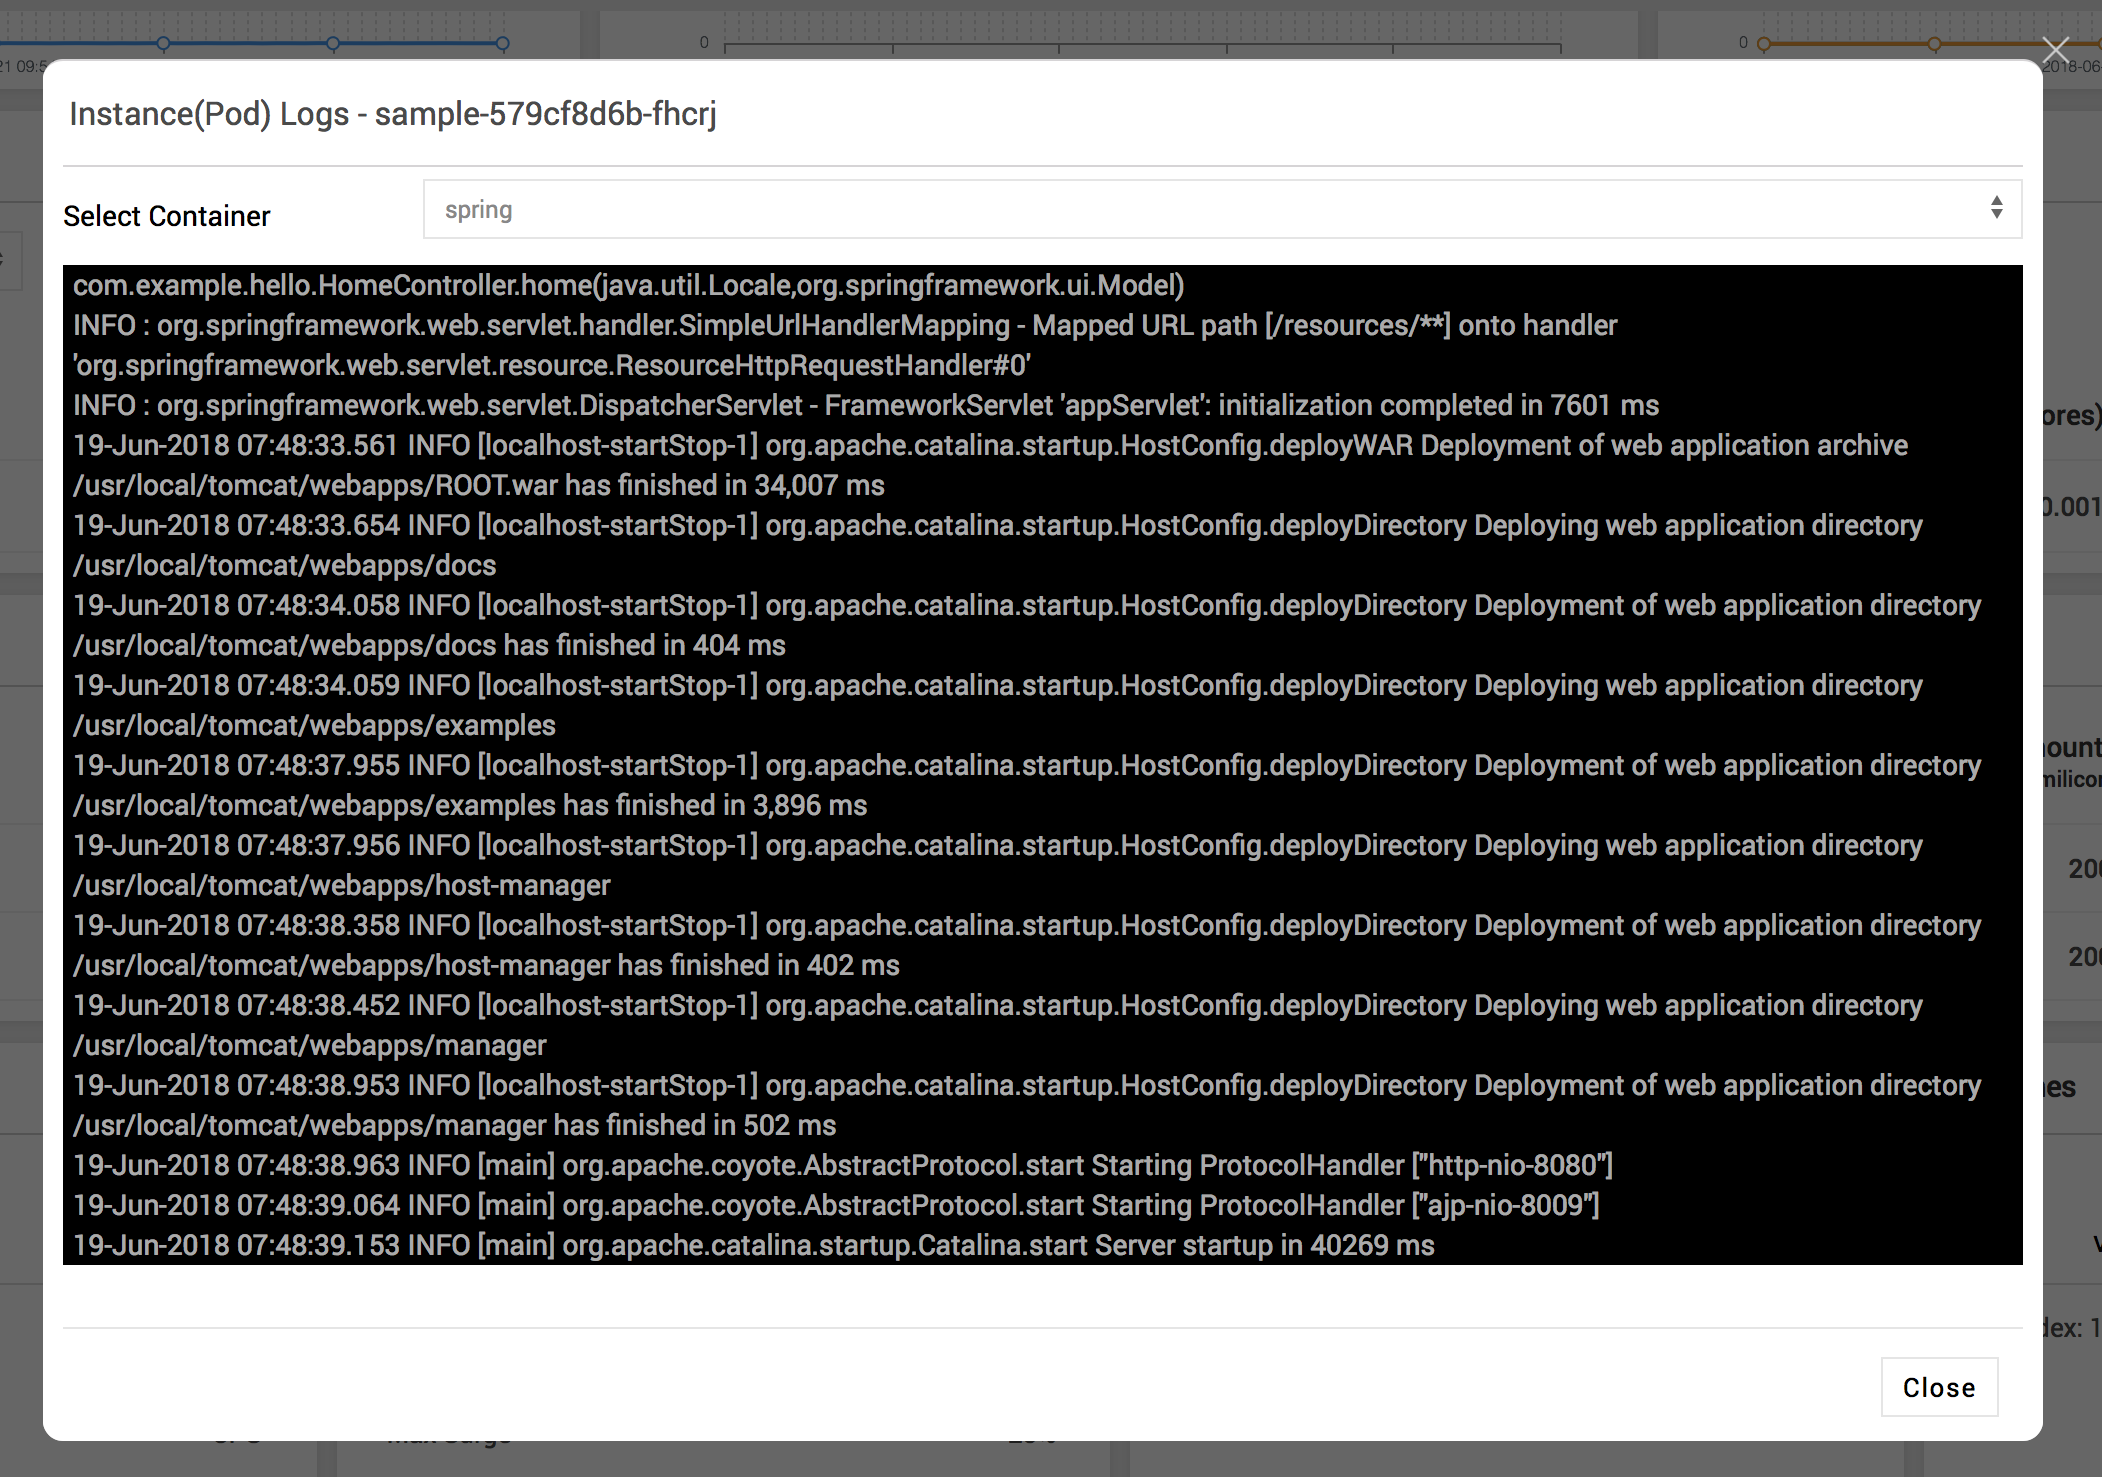 0
0
21 09:5
2018-06-
Instance(Pod) Logs - sample-579cf8d6b-fhcrj
Select Container
spring
com.example.hello.HomeController.home(java.util.Locale,org.springframework.ui.Model)
INFO : org.springframework.web.servlet.handler.SimpleUrlHandlerMapping - Mapped URL path [/resources/**] onto handler
'org.springframework.web.servlet.resource.ResourceHttpRequestHandler#0'
INFO : org.springframework.web.servlet.DispatcherServlet - FrameworkServlet 'appServlet': initialization completed in 7601 ms
19-Jun-2018 07:48:33.561 INFO [localhost-startStop-1] org.apache.catalina.startup.HostConfig.deployWAR Deployment of web application archive
/usr/local/tomcat/webapps/ROOT.war has finished in 34,007 ms
19-Jun-2018 07:48:33.654 INFO [localhost-startStop-1] org.apache.catalina.startup.HostConfig.deployDirectory Deploying web application directory
/usr/local/tomcat/webapps/docs
19-Jun-2018 07:48:34.058 INFO [localhost-startStop-1] org.apache.catalina.startup.HostConfig.deployDirectory Deployment of web application directory
/usr/local/tomcat/webapps/docs has finished in 404 ms
19-Jun-2018 07:48:34.059 INFO [localhost-startStop-1] org.apache.catalina.startup.HostConfig.deployDirectory Deploying web application directory
/usr/local/tomcat/webapps/examples
19-Jun-2018 07:48:37.955 INFO [localhost-startStop-1] org.apache.catalina.startup.HostConfig.deployDirectory Deployment of web application directory
/usr/local/tomcat/webapps/examples has finished in 3,896 ms
19-Jun-2018 07:48:37.956 INFO [localhost-startStop-1] org.apache.catalina.startup.HostConfig.deployDirectory Deploying web application directory
/usr/local/tomcat/webapps/host-manager
19-Jun-2018 07:48:38.358 INFO [localhost-startStop-1] org.apache.catalina.startup.HostConfig.deployDirectory Deployment of web application directory
/usr/local/tomcat/webapps/host-manager has finished in 402 ms
19-Jun-2018 07:48:38.452 INFO [localhost-startStop-1] org.apache.catalina.startup.HostConfig.deployDirectory Deploying web application directory
/usr/local/tomcat/webapps/manager
19-Jun-2018 07:48:38.953 INFO [localhost-startStop-1] org.apache.catalina.startup.HostConfig.deployDirectory Deployment of web application directory
/usr/local/tomcat/webapps/manager has finished in 502 ms
19-Jun-2018 07:48:38.963 INFO [main] org.apache.coyote.AbstractProtocol.start Starting ProtocolHandler ["http-nio-8080"]
19-Jun-2018 07:48:39.064 INFO [main] org.apache.coyote.AbstractProtocol.start Starting ProtocolHandler ["ajp-nio-8009"]
19-Jun-2018 07:48:39.153 INFO [main] org.apache.catalina.startup.Catalina.start Server startup in 40269 ms
ores)
0.001
ount
milicor
200
200
nes
dex: 1
Close